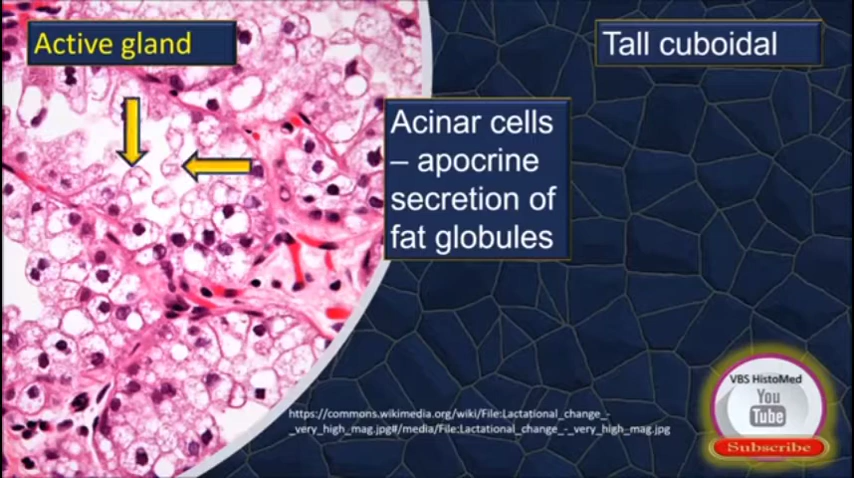 Active gland
Tall cuboidal
Acinar cells
– apocrine
secretion of
fat globules
https://commons.wikimedia.org/wiki/File:Lactational_change_-
_very_high_mag.jpg#/media/File:Lactational_change_-_very_high_mag.jpg
VBS HistoMed
You
Tube
Subscribe